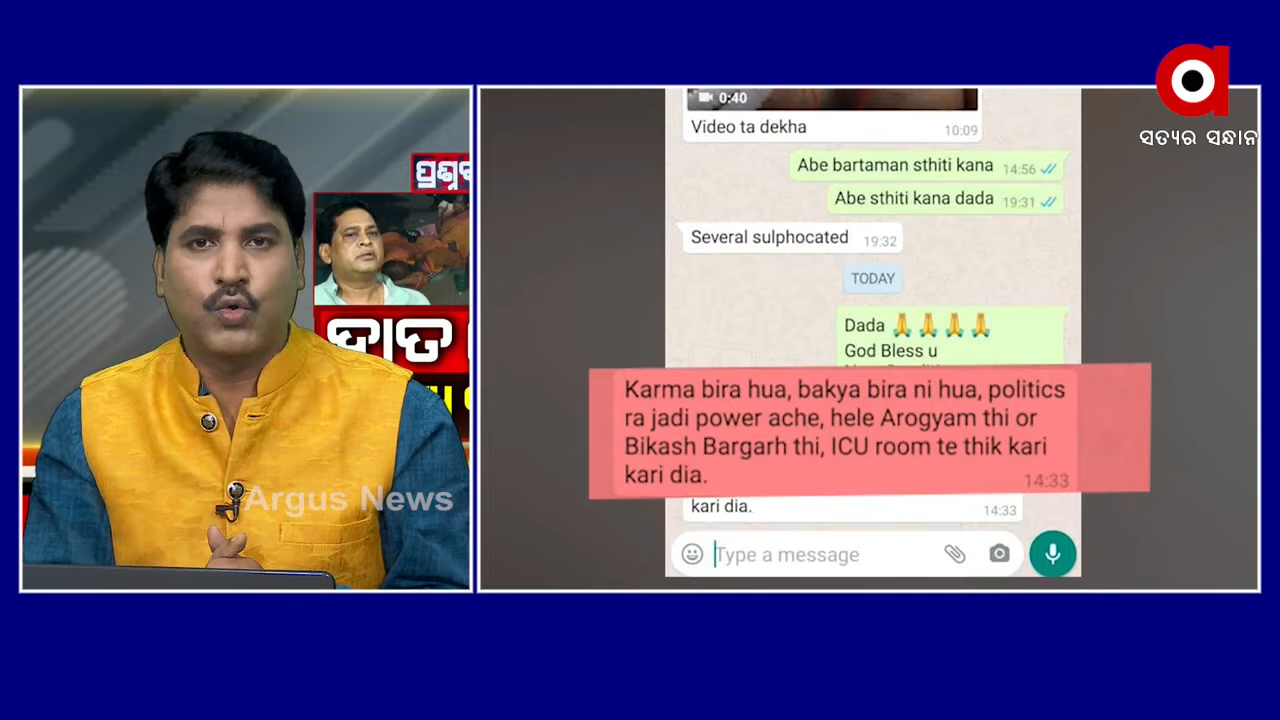 ସତ୍ୟର ସନ୍ଧାନ
ହାତ
Argus News
0:40
Video ta dekha 10:09
Abe bartaman sthiti kana 14:56
Abe sthiti kana dada 19:31
Several sulphocated 19:32
TODAY
Dada 🙏🙏🙏🙏
God Bless u
Karma bira hua, bakya bira ni hua, politics
ra jadi power ache, hele Arogyam thi or
Bikash Bargarh thi, ICU room te thik kari
kari dia. 14:33
kari dia. 14:33
Type a message